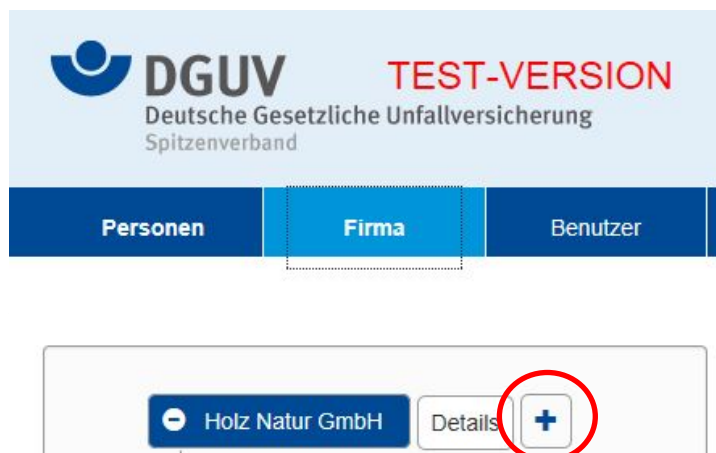 DGUV TEST-VERSION
Deutsche Gesetzliche Unfallversicherung
Spitzenverband
Personen Firma Benutzer
Holz Natur GmbH Details